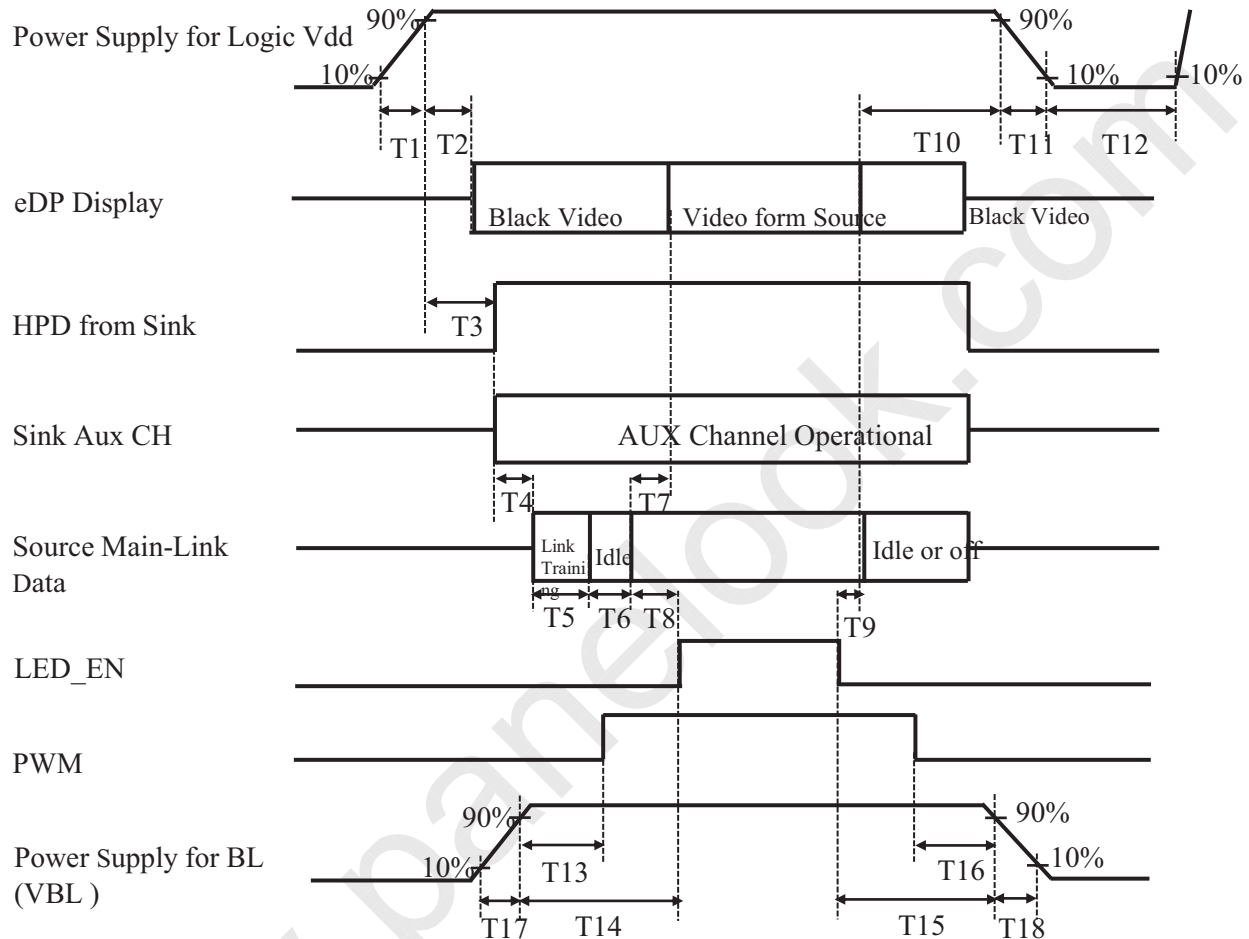 Power Supply for Logic Vdd
90%
90%
10%
10%
10%
T1
T2
T10
T11
T12
eDP Display
Black Video
Video form Source
Black Video
HPD from Sink
T3
Sink Aux CH
AUX Channel Operational
T4
T7
Source Main-Link
Data
Link
Traini
ng
Idle
Idle or off
T5
T6
T8
T9
LED_EN
PWM
90%
90%
Power Supply for BL
(VBL )
10%
10%
T13
T16
T17
T14
T15
T18
panelook.com